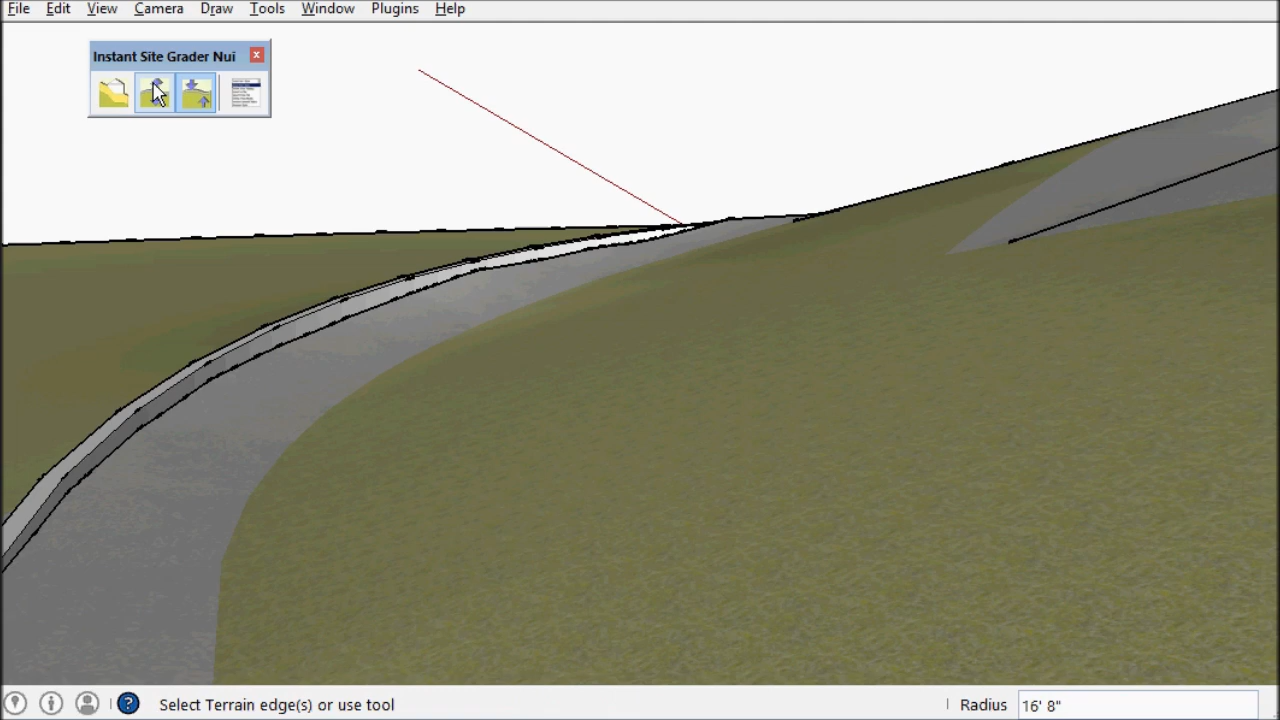 File Edit View Camera Draw Tools Window Plugins Help
Instant Site Grader Nui x
? Select Terrain edge(s) or use tool Radius 16' 8"